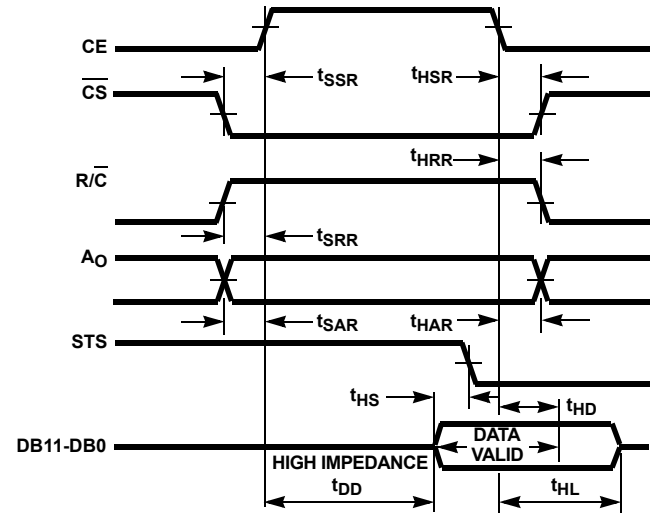 CE
tSSR tHSR
CS
tHRR
R/C
tSRR
AO
tSAR tHAR
STS
tHS
tHD
DB11-DB0
DATA
VALID
HIGH IMPEDANCE
tDD tHL